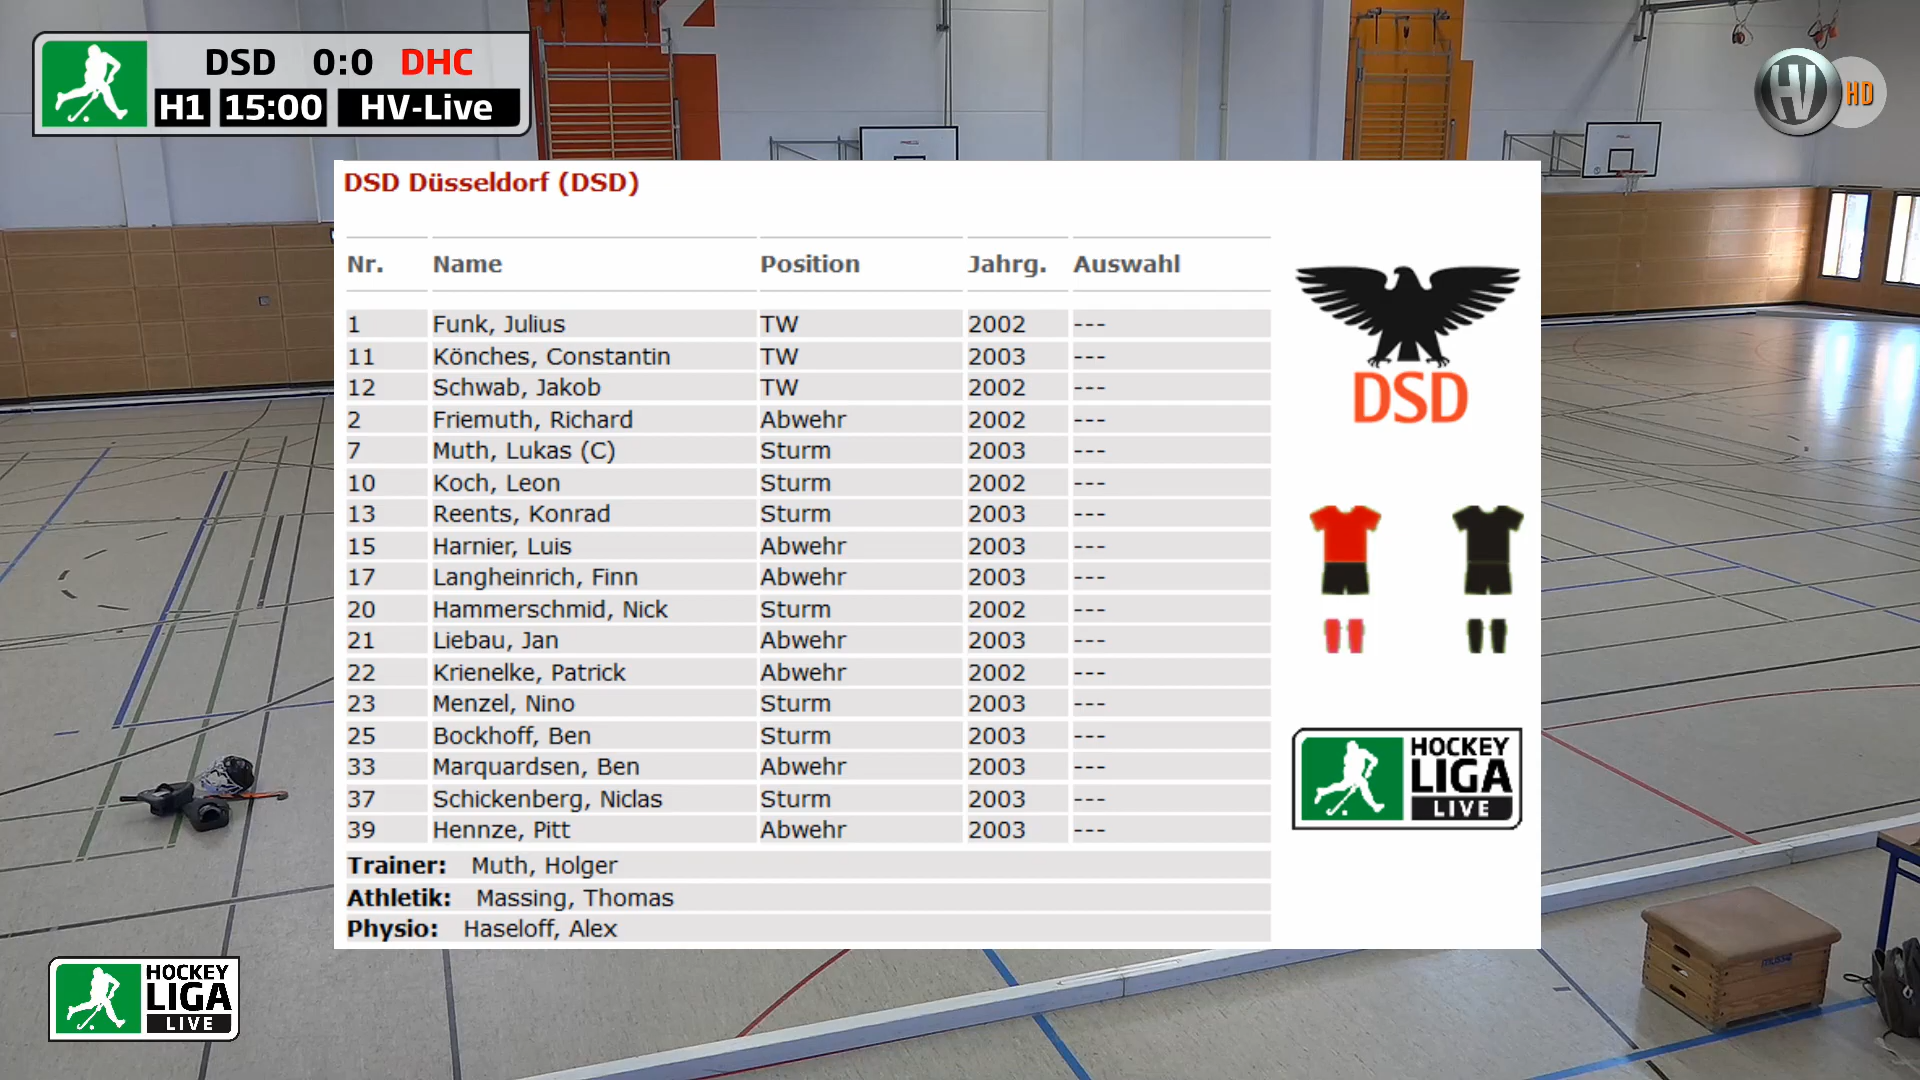 DSD 0:0 DHC
H1 15:00 HV-Live
HV HD
DSD Düsseldorf (DSD)
Nr. Name Position Jahrg. Auswahl
1 Funk, Julius TW 2002 ---
11 Könches, Constantin TW 2003 ---
12 Schwab, Jakob TW 2002 ---
2 Friemuth, Richard Abwehr 2002 ---
7 Muth, Lukas (C) Sturm 2003 ---
10 Koch, Leon Sturm 2002 ---
13 Reents, Konrad Sturm 2003 ---
15 Harnier, Luis Abwehr 2003 ---
17 Langheinrich, Finn Abwehr 2003 ---
20 Hammerschmid, Nick Sturm 2002 ---
21 Liebau, Jan Abwehr 2003 ---
22 Krienelke, Patrick Abwehr 2002 ---
23 Menzel, Nino Sturm 2003 ---
25 Bockhoff, Ben Sturm 2003 ---
33 Marquardsen, Ben Abwehr 2003 ---
37 Schickenberg, Niclas Sturm 2003 ---
39 Hennze, Pitt Abwehr 2003 ---
Trainer: Muth, Holger
Athletik: Massing, Thomas
Physio: Haseloff, Alex
DSD
HOCKEY
LIGA
LIVE
HOCKEY
LIGA
LIVE